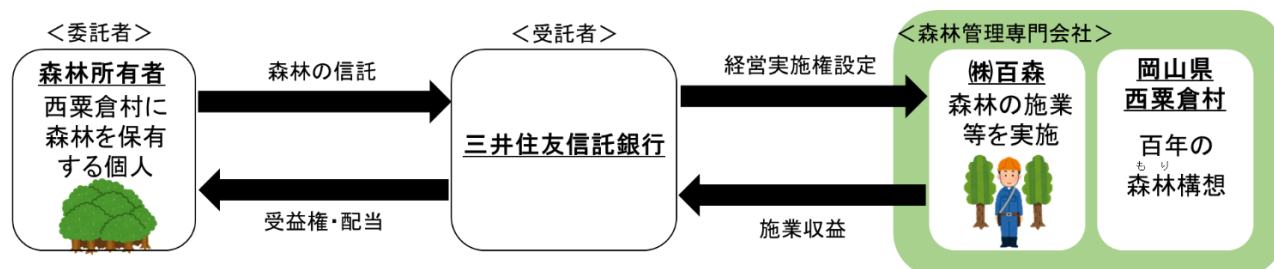 <委託者>
森林所有者
西粟倉村に
森林を保有
する個人
森林の信託
受益権・配当
<受託者>
三井住友信託銀行
経営実施権設定
施業収益
<森林管理専門会社>
㈱百森
森林の施業
等を実施
岡山県
西粟倉村
百年の
もり
森林構想